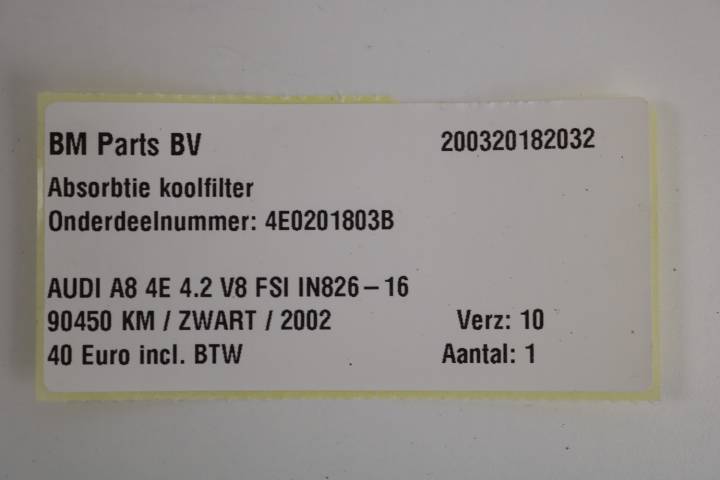 BM Parts BV 200320182032
Absorbtie koolfilter
Onderdeelnummer: 4E0201803B
AUDI A8 4E 4.2 V8 FSI IN826-16
90450 KM / ZWART / 2002 Verz: 10
40 Euro incl. BTW Aantal: 1